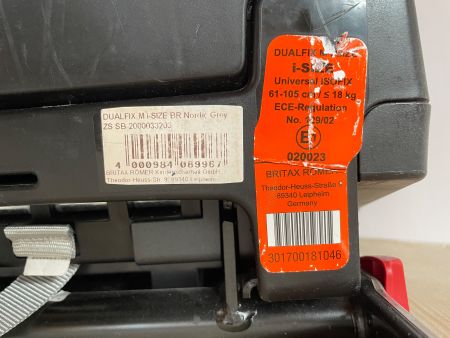 DUALFIX M i-SIZE BR Nordic Grey
ZS SB 2000033203
4 000984 089967
BRITAX RÖMER Kindersicherheit GmbH
Theodor-Heuss-Str. 9, 89340 Leipheim
DUALFIX M i-SIZE
i-SIZE
Universal ISOFIX
61-105 cm ≤ 18 kg
ECE-Regulation
No. 129/02
020023
BRITAX RÖMER
Theodor-Heuss-Straße 9
89340 Leipheim
Germany
301700181046